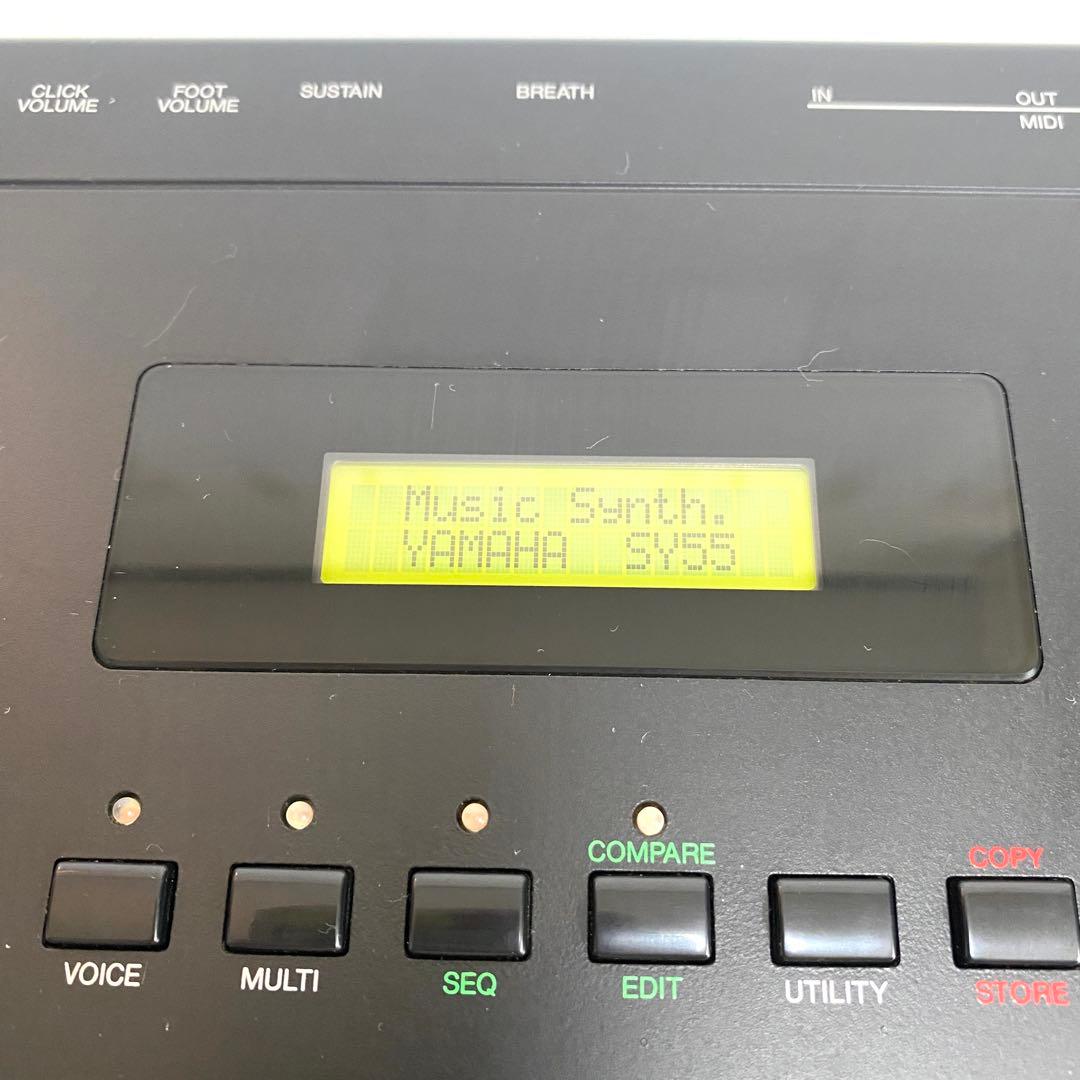 CLICK
VOLUME
FOOT
VOLUME
SUSTAIN
BREATH
IN
OUT
MIDI
Music Synth.
YAMAHA SY55
COMPARE
COPY
VOICE
MULTI
SEQ
EDIT
UTILITY
STORE